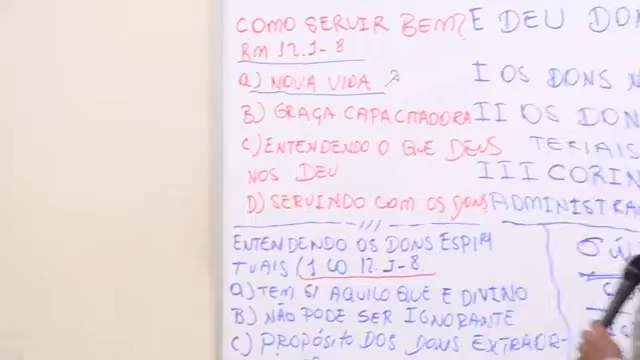 COMO SERVIR BEM?
RM 12.1-8
A) NOVA VIDA
B) GRAÇA CAPACITADORA
C) ENTENDENDO O QUE DEUS
NOS DEU
D) SERVINDO COM OS DONS
ENTENDENDO OS DONS ESPIRI
TUAIS (1 CO 12.1-8.
A) TEM SI AQUILO QUE E DIVINO
B) NÃO PODE SER IGNORANTE
C) PROPÓSITO DOS DONS EXTRAOR-
E DEU DON
I OS DONS N
II OS DON
TERIAIS
III CORIN
ADMINISTRA